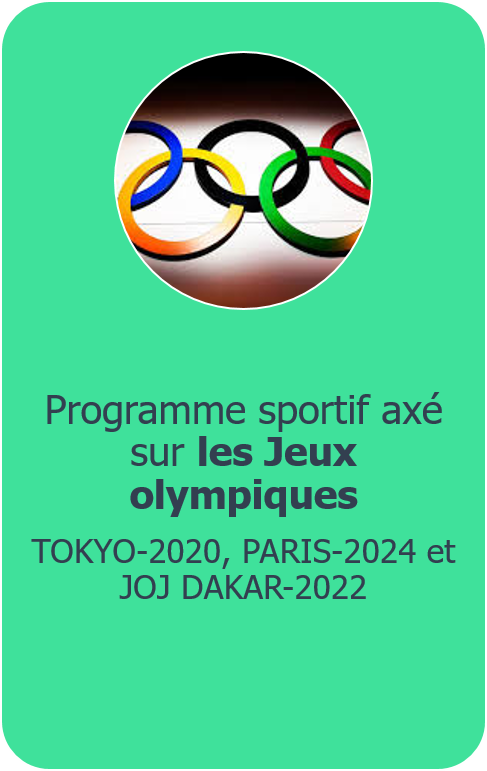 Programme sportif axé
sur les Jeux
olympiques
TOKYO-2020, PARIS-2024 et
JOJ DAKAR-2022